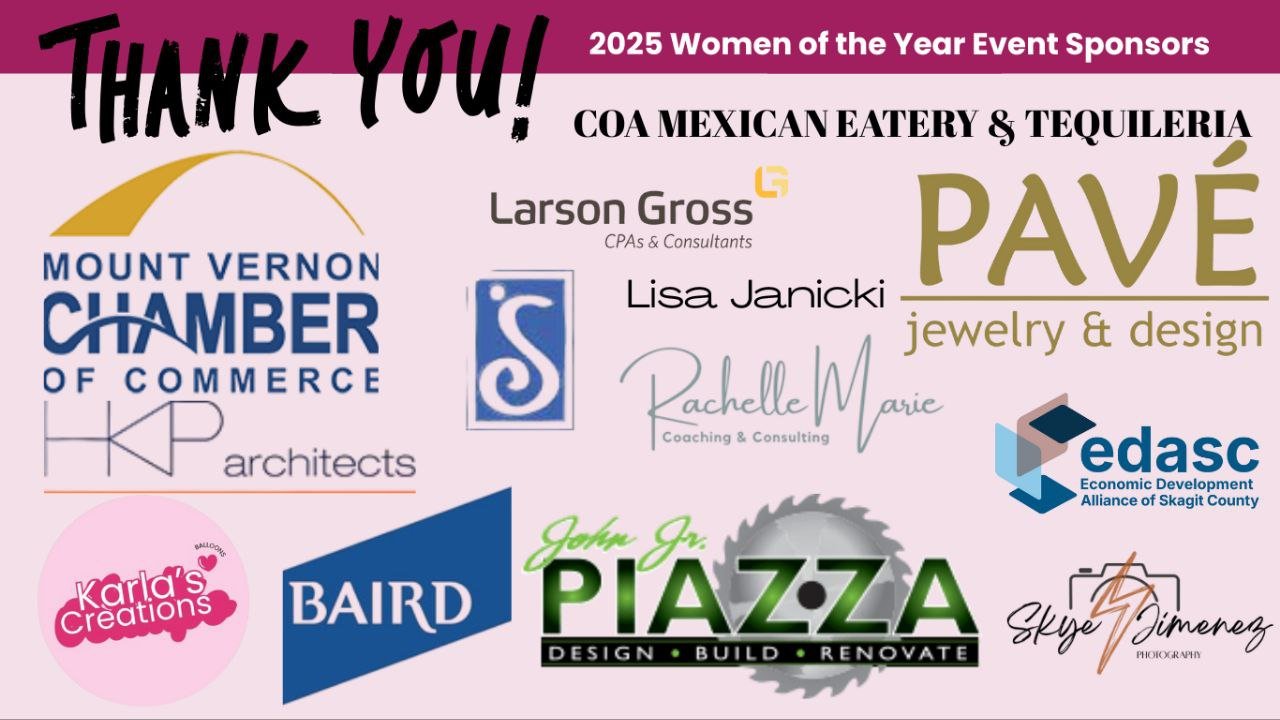 THANK YOU!
2025 Women of the Year Event Sponsors
COA MEXICAN EATERY & TEQUILERIA
MOUNT VERNON
CHAMBER
OF COMMERCE
Larson Gross
CPAs & Consultants
PAVÉ
jewelry & design
S
Lisa Janicki
Rachelle Marie
Coaching & Consulting
HKP architects
edasc
Economic Development
Alliance of Skagit County
BALLOONS
Karla's
Creations
BAIRD
John Jr.
PIAZZA
DESIGN • BUILD • RENOVATE
Skye Jimenez
PHOTOGRAPHY